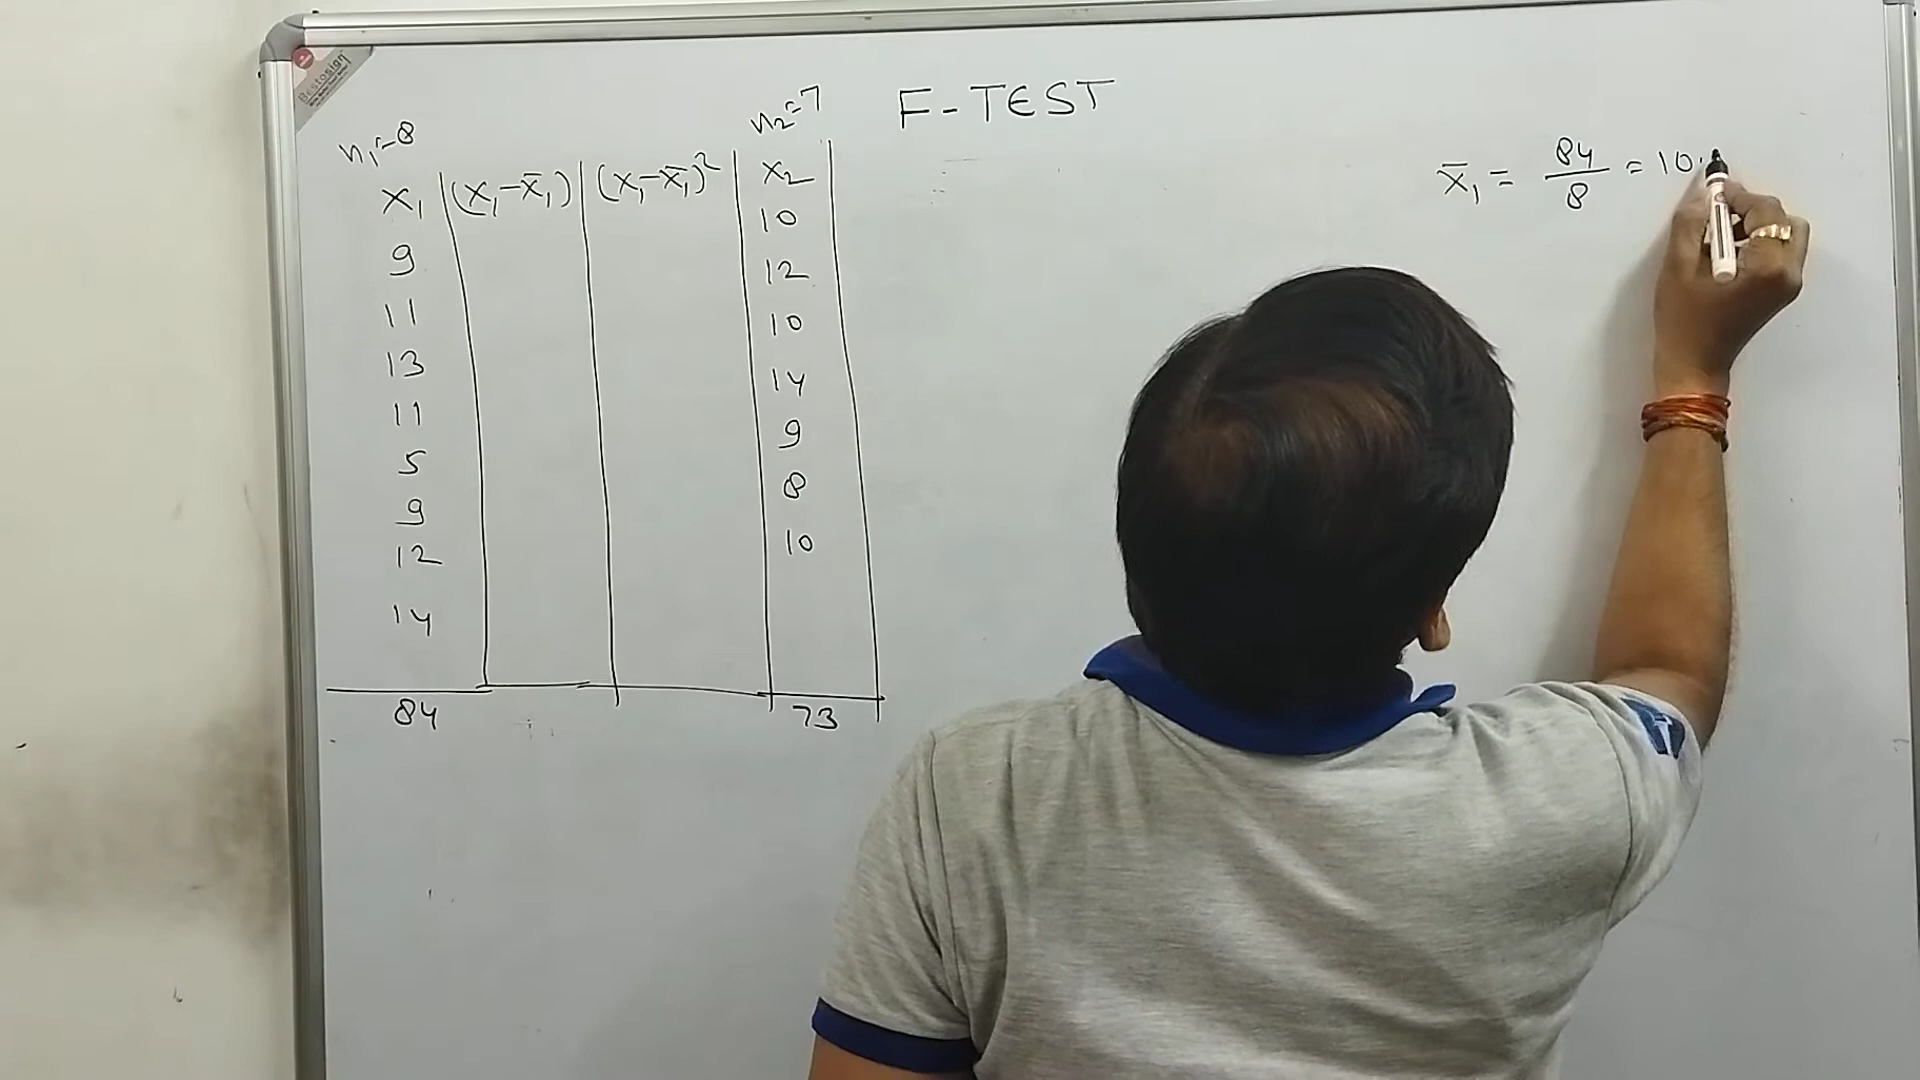 Bestosign
F-TEST
n₁=8
n₂=7
x₁ | (x₁-x̄₁) | (x₁-x̄₁)² | x₂
9
11
13
11
5
9
12
14
84
10
12
10
14
9
8
10
73
x̄₁ = 84/8 = 10.